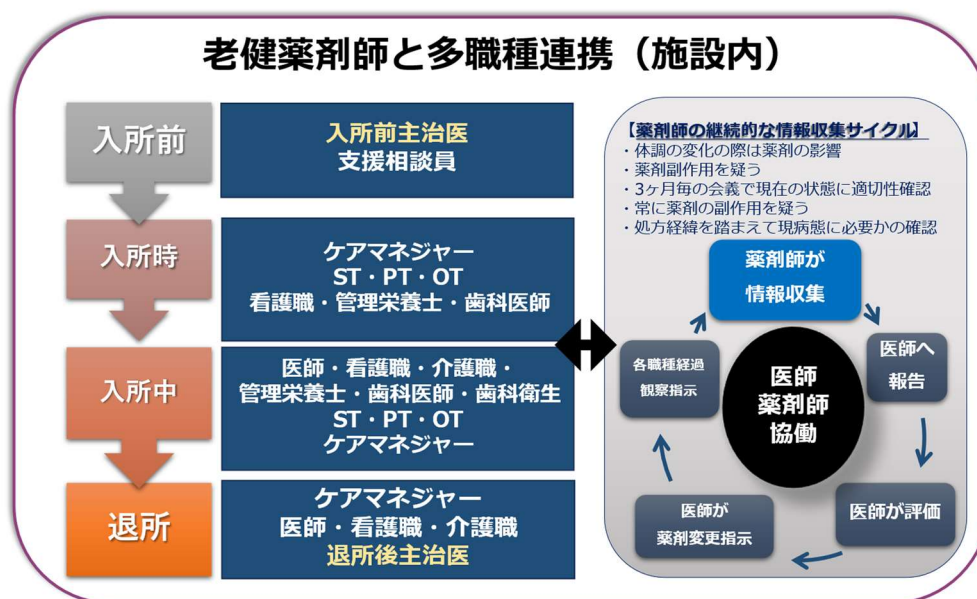 老健薬剤師と多職種連携（施設内）
入所前
入所前主治医
支援相談員
入所時
ケアマネジャー
ST・PT・OT
看護職・管理栄養士・歯科医師
入所中
医師・看護職・介護職・
管理栄養士・歯科医師・歯科衛生
ST・PT・OT
ケアマネジャー
退所
ケアマネジャー
医師・看護職・介護職
退所後主治医
【薬剤師の継続的な情報収集サイクル】
・体調の変化の際は薬剤の影響
・薬剤副作用を疑う
・3ヶ月毎の会議で現在の状態に適切性確認
・常に薬剤の副作用を疑う
・処方経緯を踏まえて現病態に必要かの確認
薬剤師が
情報収集
医師へ
報告
医師が評価
医師が
薬剤変更指示
各職種経過
観察指示
医師
薬剤師
協働